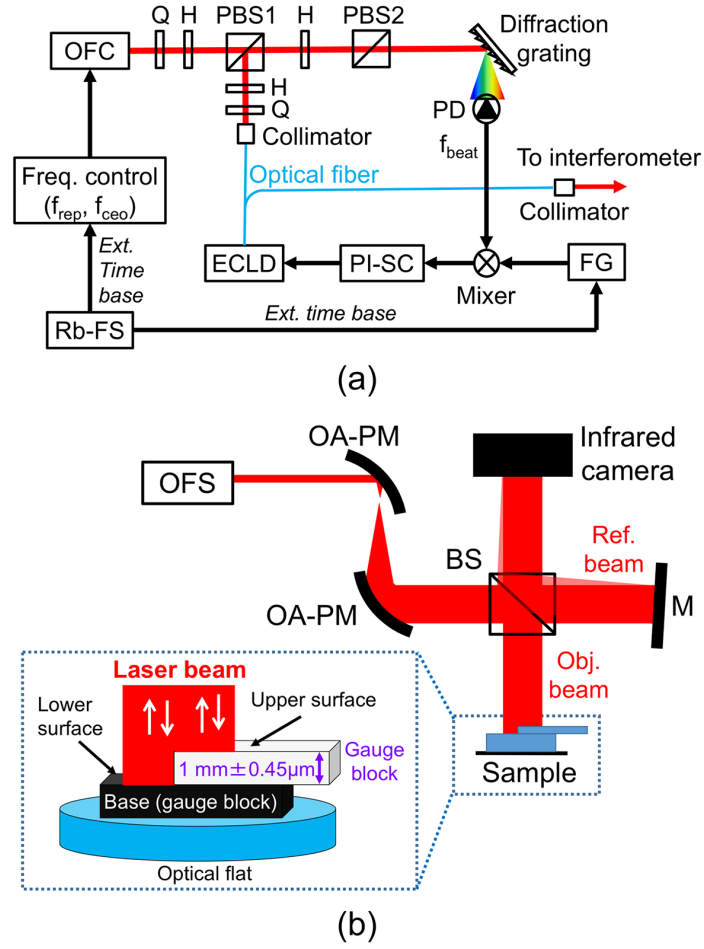 Q H PBS1 H PBS2
Diffraction
grating
OFC
H
Q
PD
Collimator
f_beat
To interferometer
Optical fiber
Collimator
Freq. control
(f_rep, f_ceo)
Ext.
Time
base
ECLD
PI-SC
Mixer
FG
Ext. time base
Rb-FS
(a)
OA-PM
Infrared
camera
OFS
Ref.
beam
BS
M
OA-PM
Obj.
beam
Laser beam
Lower
surface
Upper surface
Gauge
block
1 mm±0.45μm
Base (gauge block)
Sample
Optical flat
(b)